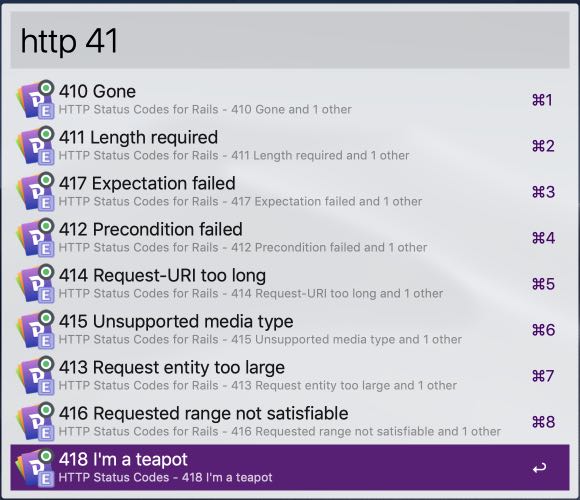 http 41
410 Gone
HTTP Status Codes for Rails - 410 Gone and 1 other
⌘1
411 Length required
HTTP Status Codes for Rails - 411 Length required and 1 other
⌘2
417 Expectation failed
HTTP Status Codes for Rails - 417 Expectation failed and 1 other
⌘3
412 Precondition failed
HTTP Status Codes for Rails - 412 Precondition failed and 1 other
⌘4
414 Request-URI too long
HTTP Status Codes for Rails - 414 Request-URI too long and 1 other
⌘5
415 Unsupported media type
HTTP Status Codes for Rails - 415 Unsupported media type and 1 other
⌘6
413 Request entity too large
HTTP Status Codes for Rails - 413 Request entity too large and 1 other
⌘7
416 Requested range not satisfiable
HTTP Status Codes for Rails - 416 Requested range not satisfiable and 1 other
⌘8
418 I'm a teapot
HTTP Status Codes - 418 I'm a teapot